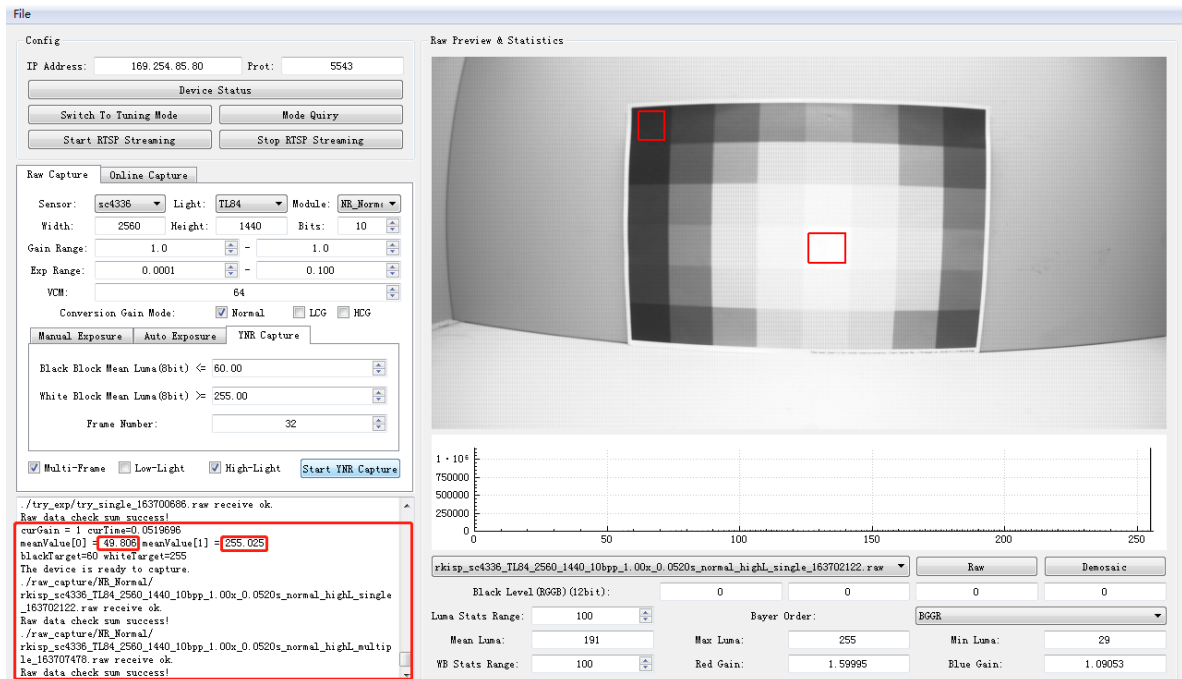 File
Config
IP Address: 169.254.85.80 Prot: 5543
Device Status
Switch To Tuning Mode Mode Quiry
Start RTSP Streaming Stop RTSP Streaming
Raw Capture Online Capture
Sensor: sc4336 Light: TL84 Module: NR_Norm
Width: 2560 Height: 1440 Bits: 10
Gain Range: 1.0 - 1.0
Exp Range: 0.0001 - 0.100
VCM: 64
Conversion Gain Mode: Normal LCG HCG
Manual Exposure Auto Exposure YNR Capture
Black Block Mean Luma(8bit) <= 60.00
White Block Mean Luma(8bit) >= 255.00
Frame Number: 32
Multi-Frame Low-Light High-Light Start YNR Capture
./try_exp/try_single_163700686.raw receive ok.
Raw data check sum success!
curGain = 1 curTime=0.0519696
meanValue[0] = 49.806 meanValue[1] = 255.025
blackTarget=60 whiteTarget=255
The device is ready to capture.
./raw_capture/NR_Normal/
rkisp_sc4336_TL84_2560_1440_10bpp_1.00x_0.0520s_normal_highL_single
_163702122.raw receive ok.
Raw data check sum success!
./raw_capture/NR_Normal/
rkisp_sc4336_TL84_2560_1440_10bpp_1.00x_0.0520s_normal_highL_multip
le_163707478.raw receive ok.
Raw data check sum success!
Raw Preview & Statistics
1·10⁶
750000
500000
250000
0
0 50 100 150 200 250
rkisp_sc4336_TL84_2560_1440_10bpp_1.00x_0.0520s_normal_highL_single_163702122.raw Raw Demosaic
Black Level(RGGB)(12bit): 0 0 0 0
Luma Stats Range: 100 Bayer Order: BGGR
Mean Luma: 191 Max Luma: 255 Min Luma: 29
WB Stats Range: 100 Red Gain: 1.59995 Blue Gain: 1.09053